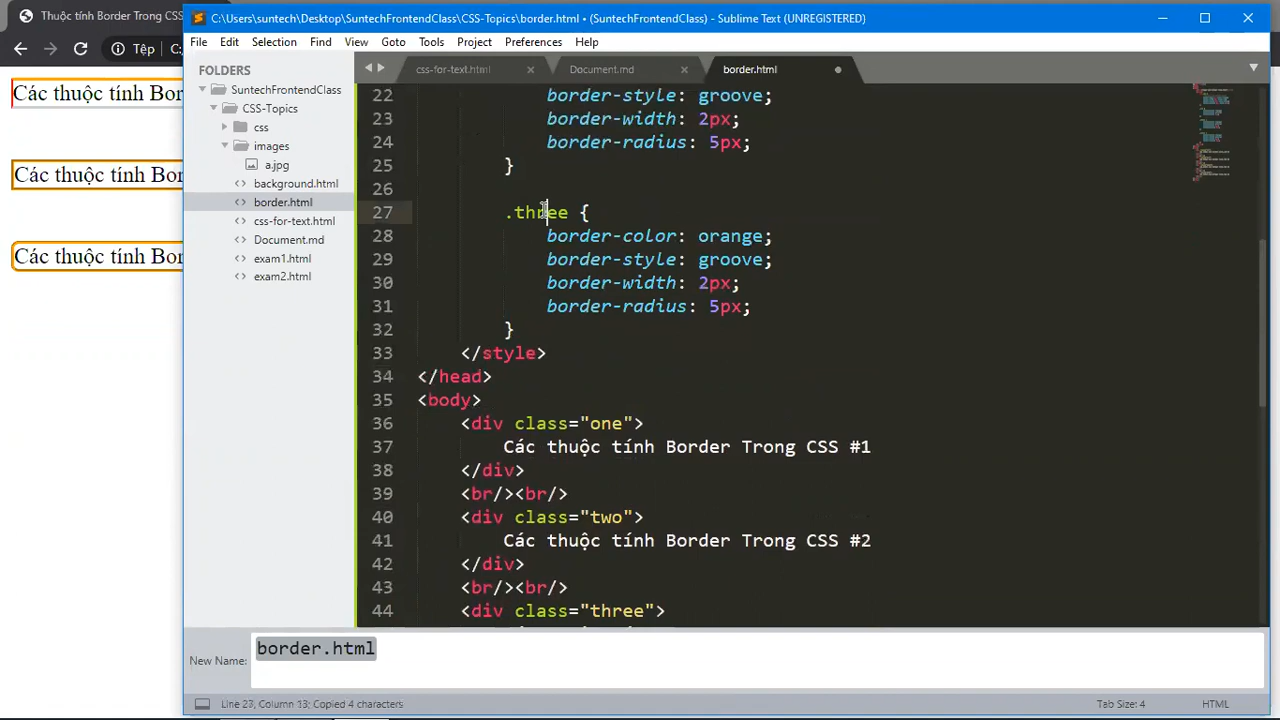 Thuộc tính Border Trong CSS
C:\Users\suntech\Desktop\SuntechFrontendClass\CSS-Topics\border.html • (SuntechFrontendClass) - Sublime Text (UNREGISTERED)
File Edit Selection Find View Goto Tools Project Preferences Help
Tệp C:
FOLDERS
SuntechFrontendClass
CSS-Topics
css
images
a.jpg
background.html
border.html
css-for-text.html
Document.md
exam1.html
exam2.html
Các thuộc tính Bor
Các thuộc tính Bor
Các thuộc tính Bor
css-for-text.html Document.md border.html
22 border-style: groove;
23 border-width: 2px;
24 border-radius: 5px;
25 }
26
27 .three {
28 border-color: orange;
29 border-style: groove;
30 border-width: 2px;
31 border-radius: 5px;
32 }
33 </style>
34 </head>
35 <body>
36 <div class="one">
37 Các thuộc tính Border Trong CSS #1
38 </div>
39 <br/><br/>
40 <div class="two">
41 Các thuộc tính Border Trong CSS #2
42 </div>
43 <br/><br/>
44 <div class="three">
New Name: border.html
Line 27, Column 13; Copied 4 characters
Tab Size: 4 HTML